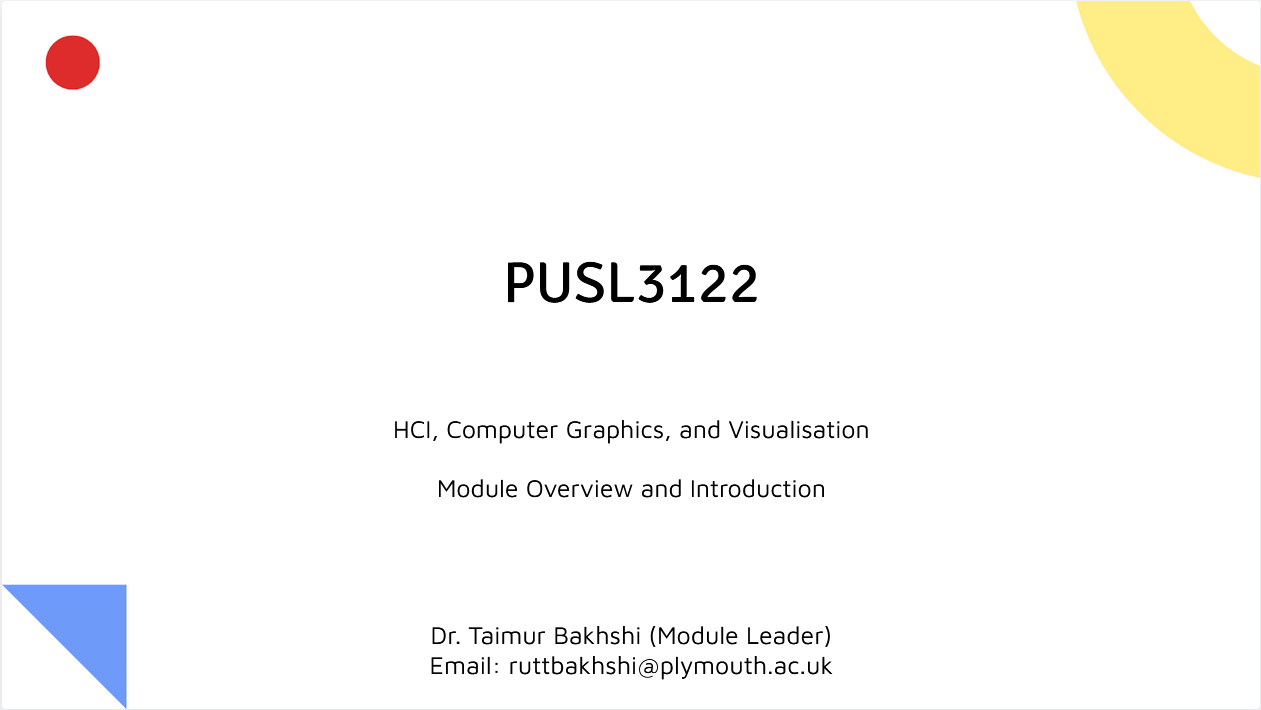 PUSL3122
HCI, Computer Graphics, and Visualisation
Module Overview and Introduction
Dr. Taimur Bakhshi (Module Leader)
Email: ruttbakhshi@plymouth.ac.uk